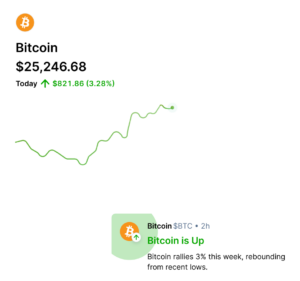 Bitcoin
$25,246.68
Today ↑ $821.86 (3.28%)
Bitcoin $BTC • 2h
Bitcoin is Up
Bitcoin rallies 3% this week, rebounding
from recent lows.